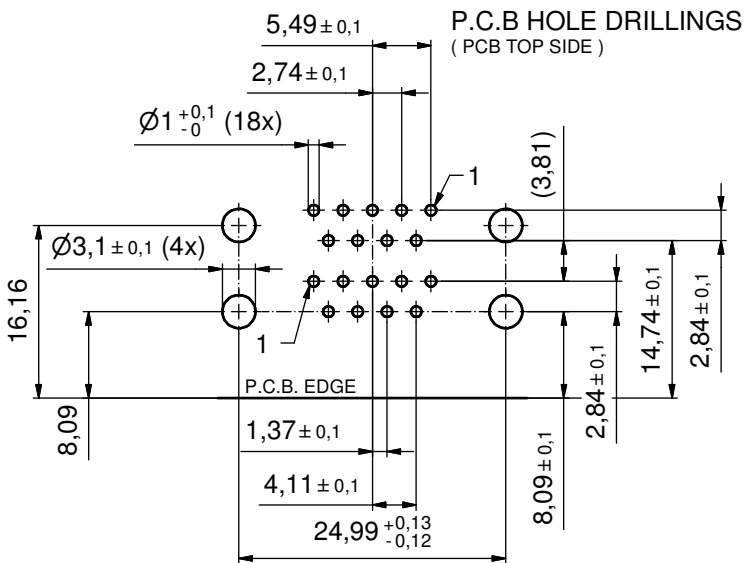 5,49 ± 0,1
P.C.B HOLE DRILLINGS
( PCB TOP SIDE )
2,74 ± 0,1
Ø1 +0,1 -0 (18x)
1
(3,81)
Ø3,1 ± 0,1 (4x)
16,16
8,09
1
P.C.B. EDGE
1,37 ± 0,1
4,11 ± 0,1
24,99 +0,13 -0,12
8,09 ± 0,1
2,84 ± 0,1
14,74 ± 0,1
2,84 ± 0,1